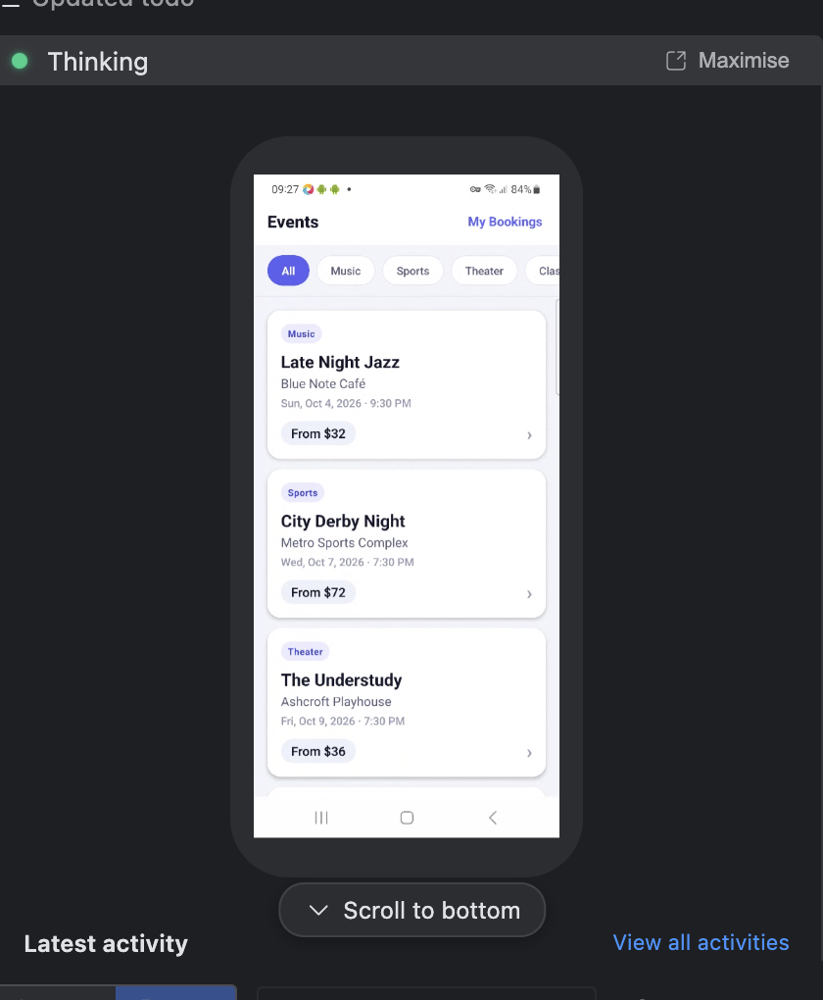 Updated todo
Thinking
Maximise
09:27
84%
Events
My Bookings
All
Music
Sports
Theater
Clas
Music
Late Night Jazz
Blue Note Café
Sun, Oct 4, 2026 · 9:30 PM
From $32
Sports
City Derby Night
Metro Sports Complex
Wed, Oct 7, 2026 · 7:30 PM
From $72
Theater
The Understudy
Ashcroft Playhouse
Fri, Oct 9, 2026 · 7:30 PM
From $36
Scroll to bottom
Latest activity
View all activities